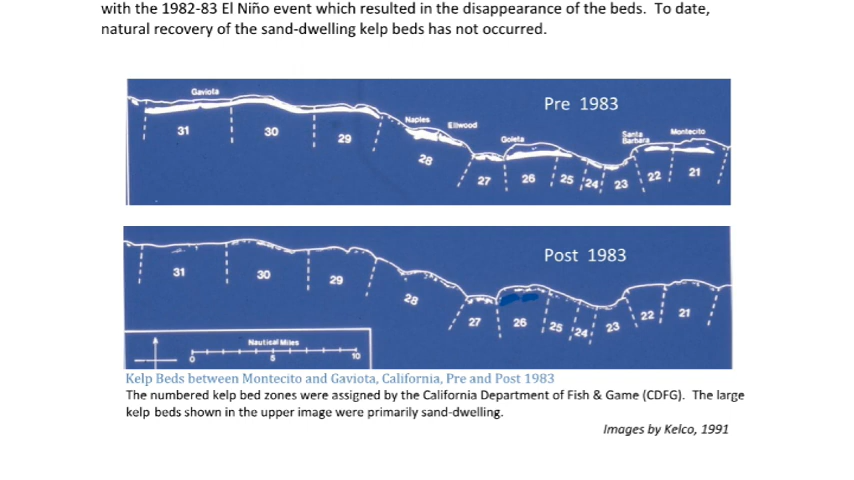 with the 1982-83 El Niño event which resulted in the disappearance of the beds. To date,
natural recovery of the sand-dwelling kelp beds has not occurred.
Pre 1983
Gaviota
Naples
Ellwood
Goleta
Santa
Barbara
Montecito
31
30
29
28
27
26
25
24
23
22
21
Post 1983
31
30
29
28
27
26
25
24
23
22
21
Nautical Miles
0
5
10
Kelp Beds between Montecito and Gaviota, California, Pre and Post 1983
The numbered kelp bed zones were assigned by the California Department of Fish & Game (CDFG). The large
kelp beds shown in the upper image were primarily sand-dwelling.
Images by Kelco, 1991